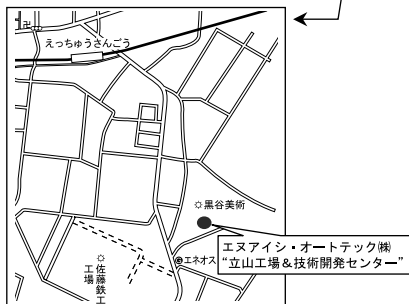 えっちゅうさんごう
黒谷美術
エヌアイシ・オートテック㈱
“立山工場&技術開発センター”
エネオス
佐藤鉄工
工場